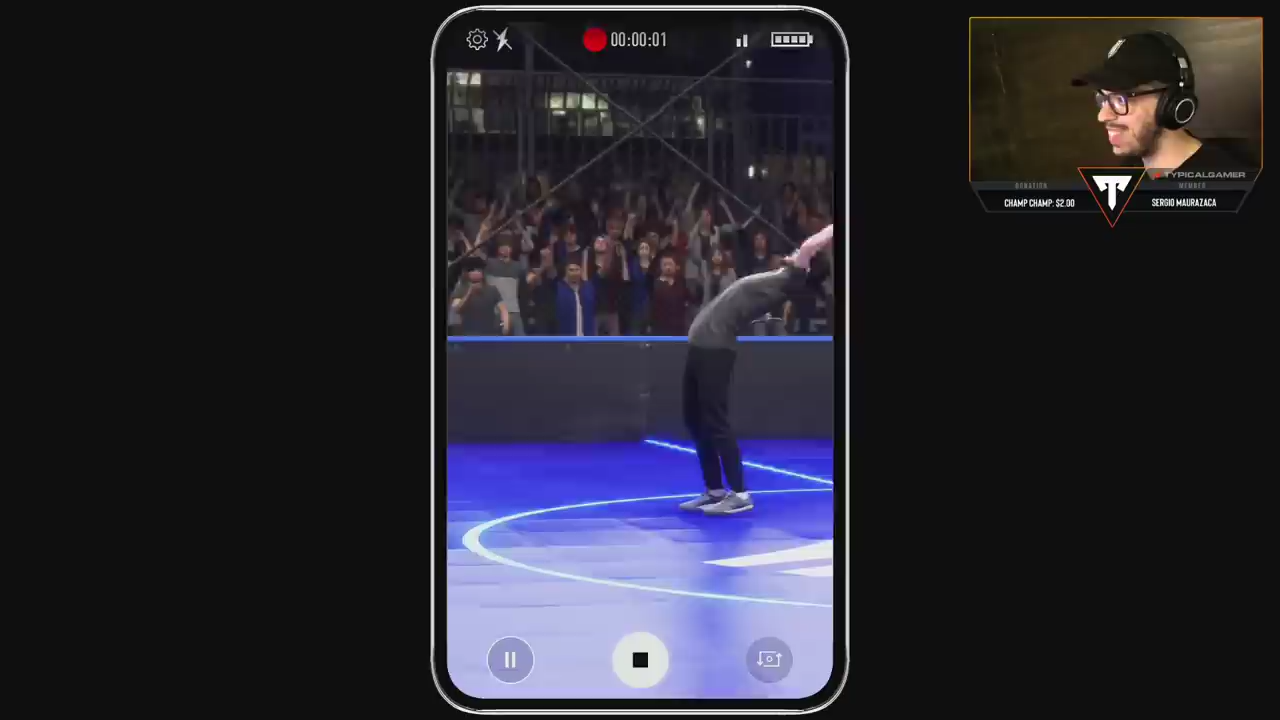 00:00:01
TYPICALGAMER
DONATION
MEMBER
CHAMP CHAMP: $2.00
SERGIO MAURAZACA